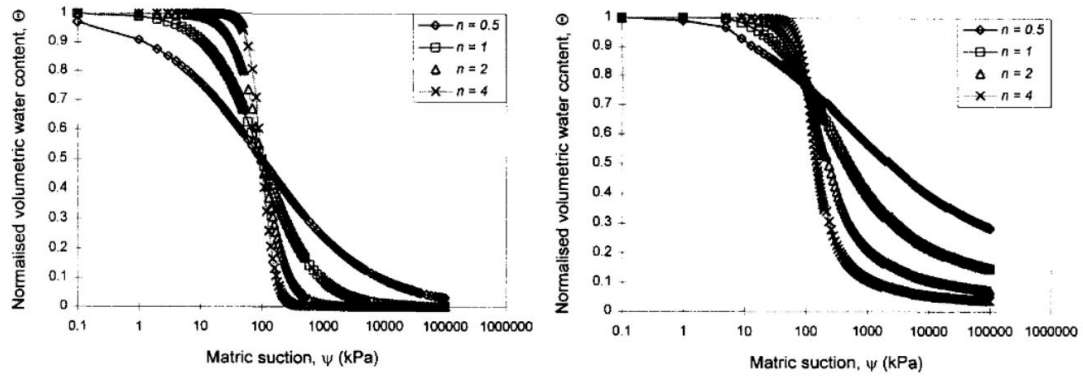 Normalised volumetric water content, Θ
1
0.9
0.8
0.7
0.6
0.5
0.4
0.3
0.2
0.1
0
0.1 1 10 100 1000 10000 100000 1000000
Matric suction, ψ (kPa)
n = 0.5
n = 1
n = 2
n = 4
Normalised volumetric water content, Θ
1
0.9
0.8
0.7
0.6
0.5
0.4
0.3
0.2
0.1
0
0.1 1 10 100 1000 10000 100000 1000000
Matric suction, ψ (kPa)
n = 0.5
n = 1
n = 2
n = 4